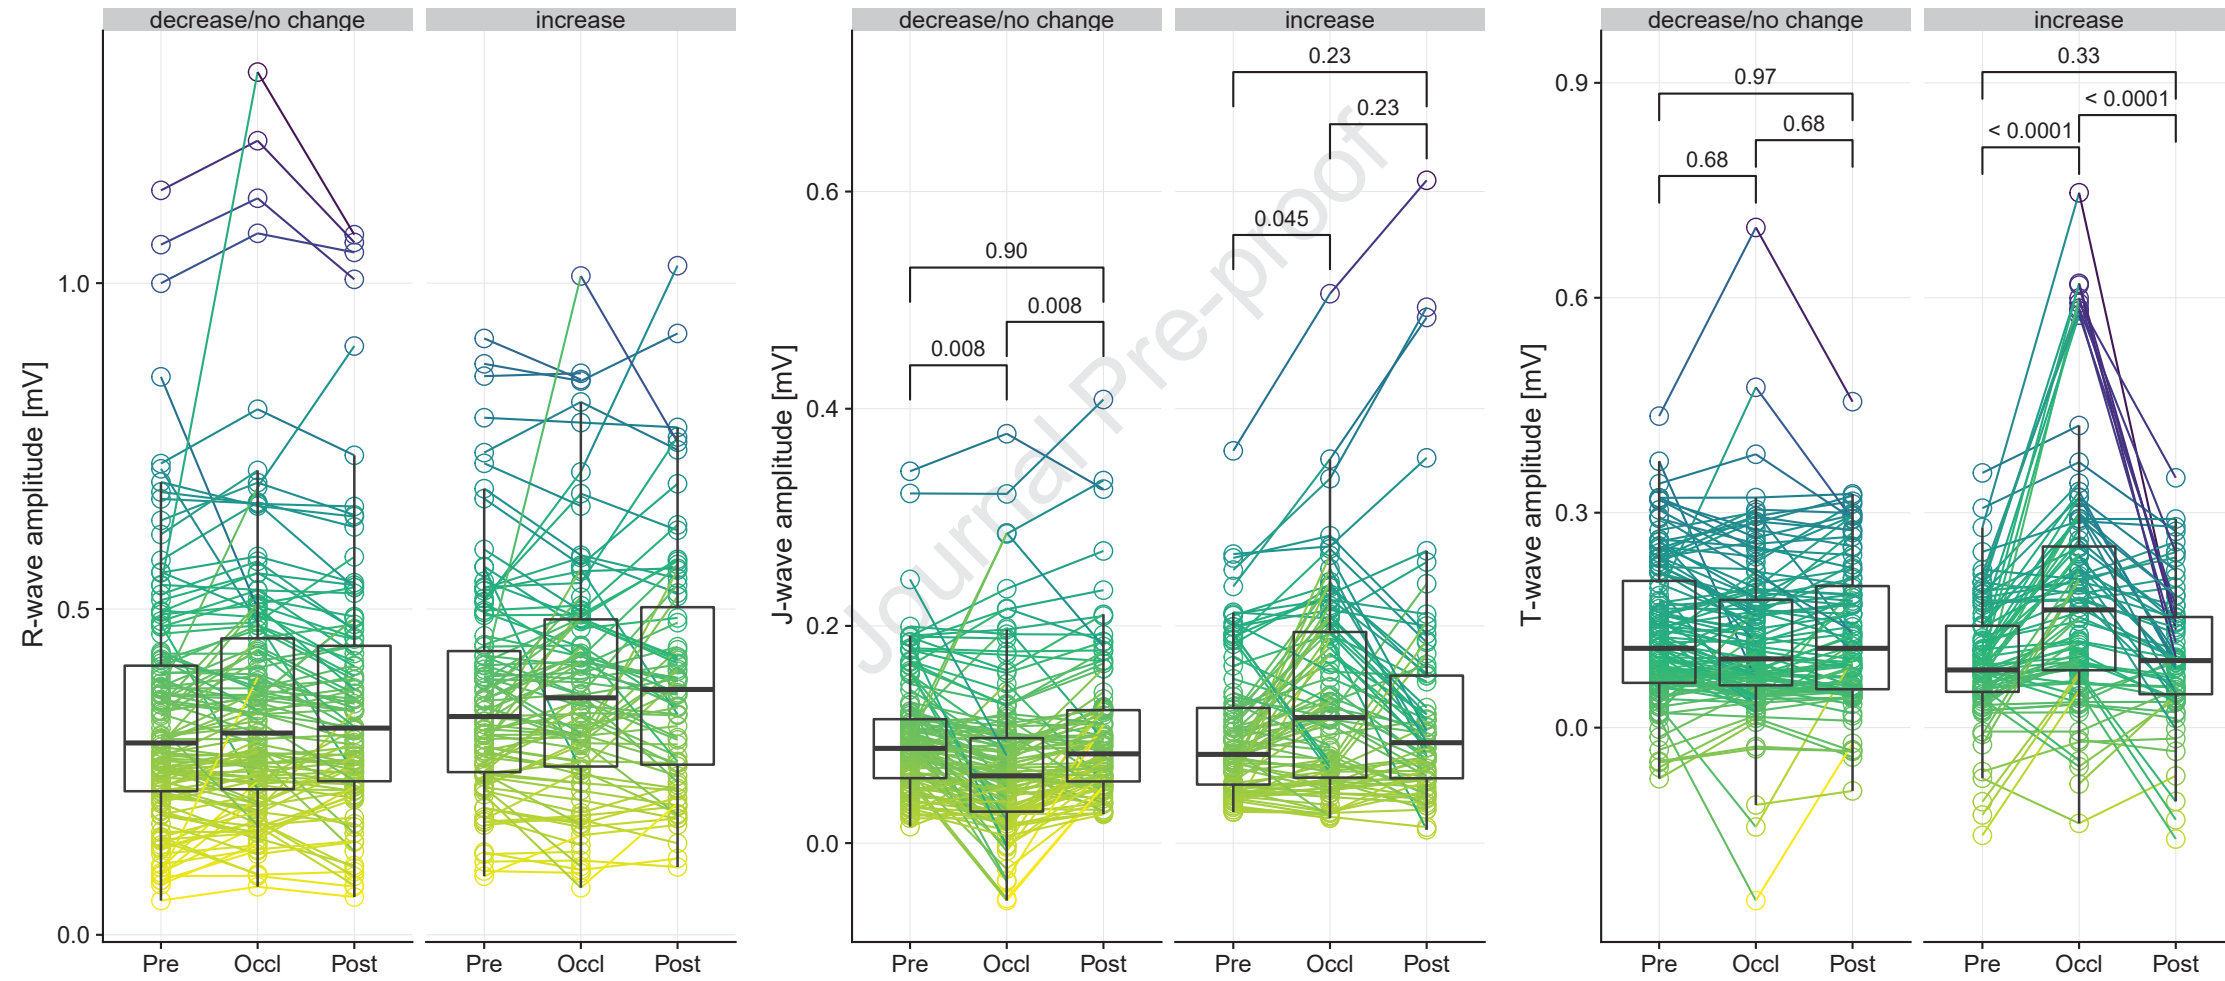 decrease/no change
increase
R-wave amplitude [mV]
1.0
0.5
0.0
Pre
Occl
Post
Pre
Occl
Post
decrease/no change
increase
J-wave amplitude [mV]
0.6
0.4
0.2
0.0
0.90
0.008
0.008
0.23
0.23
0.045
Pre
Occl
Post
Pre
Occl
Post
decrease/no change
increase
T-wave amplitude [mV]
0.9
0.6
0.3
0.0
0.97
0.68
0.68
0.33
< 0.0001
< 0.0001
Pre
Occl
Post
Pre
Occl
Post
Journal Pre-proof